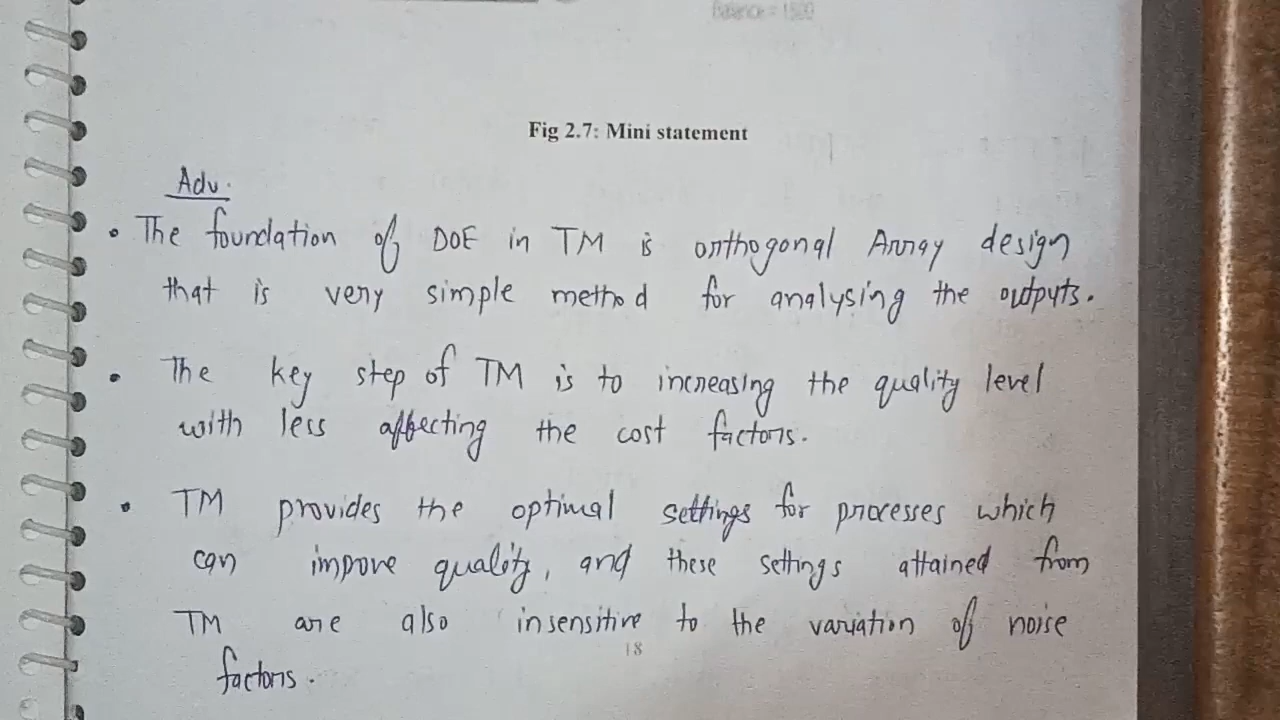 Balance = 1500
Fig 2.7: Mini statement
Adv.
• The foundation of DOE in TM is orthogonal Array design
that is very simple method for analysing the outputs.
• The key step of TM is to increasing the quality level
with less affecting the cost factors.
• TM provides the optimal settings for processes which
can improve quality, and these settings attained from
TM are also insensitive to the variation of noise
18
factors.